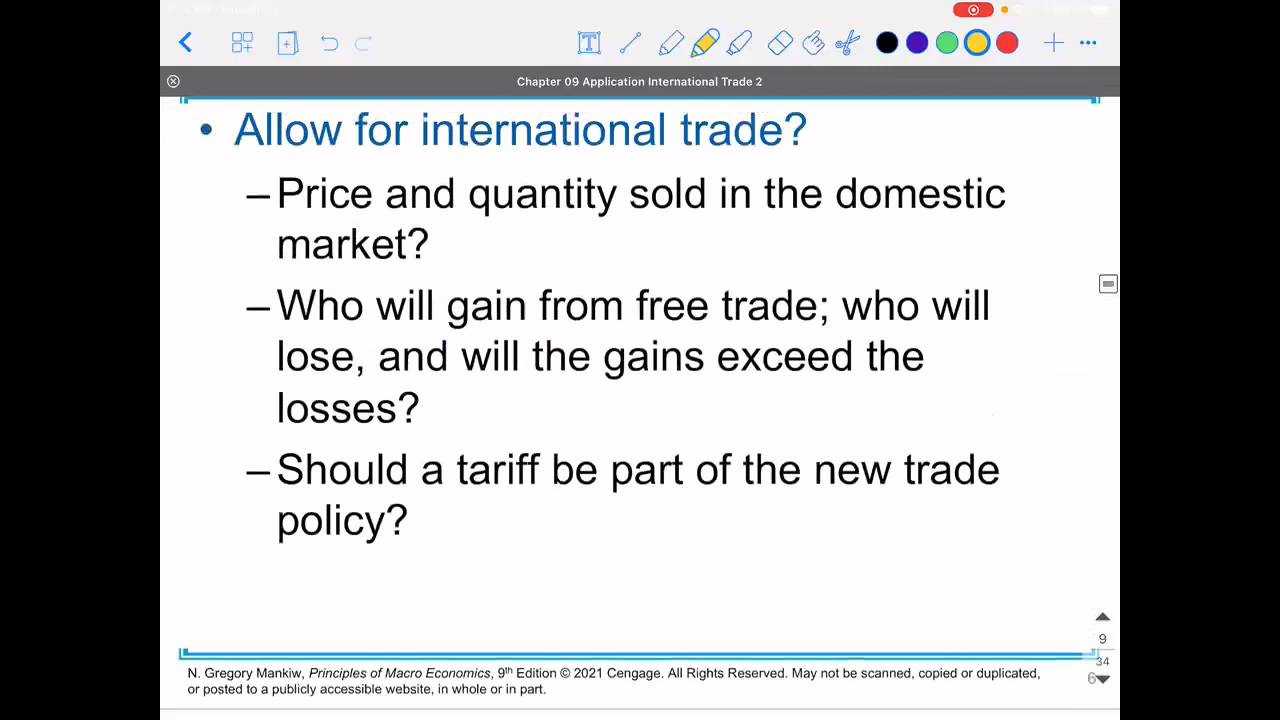 Chapter 09 Application International Trade 2
• Allow for international trade?
–Price and quantity sold in the domestic
market?
–Who will gain from free trade; who will
lose, and will the gains exceed the
losses?
–Should a tariff be part of the new trade
policy?
9
34
N. Gregory Mankiw, Principles of Macro Economics, 9th Edition © 2021 Cengage. All Rights Reserved. May not be scanned, copied or duplicated,
or posted to a publicly accessible website, in whole or in part.
6